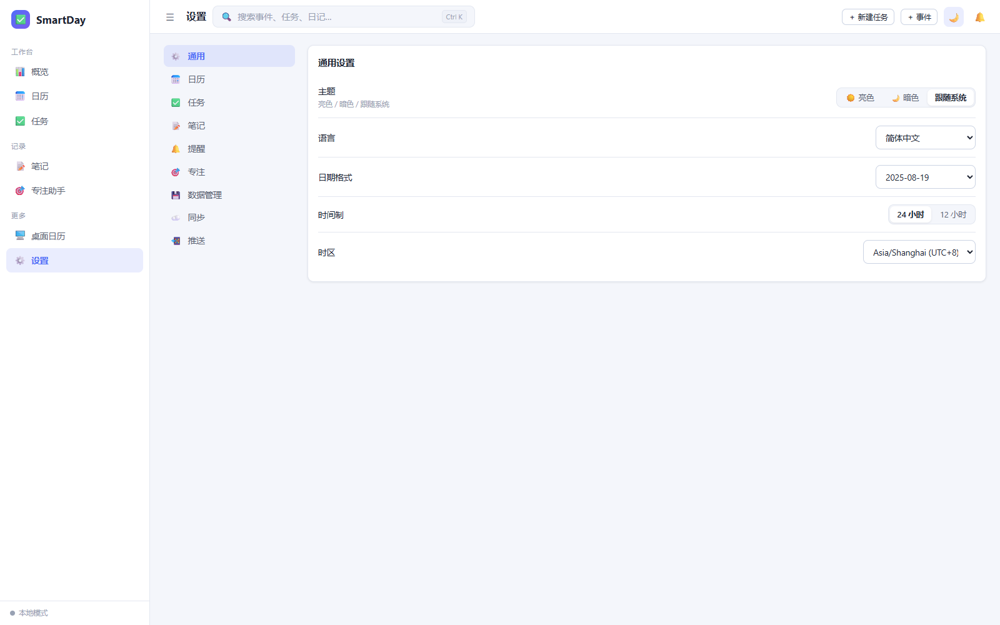 SmartDay
工作台
概览
日历
任务
记录
笔记
专注助手
更多
桌面日历
设置
本地模式
☰ 设置
搜索事件、任务、日记... Ctrl K
+ 新建任务
+ 事件
通用
日历
任务
笔记
提醒
专注
数据管理
同步
推送
通用设置
主题
亮色 / 暗色 / 跟随系统
亮色 暗色 跟随系统
语言
简体中文
日期格式
2025-08-19
时间制
24 小时 12 小时
时区
Asia/Shanghai (UTC+8)